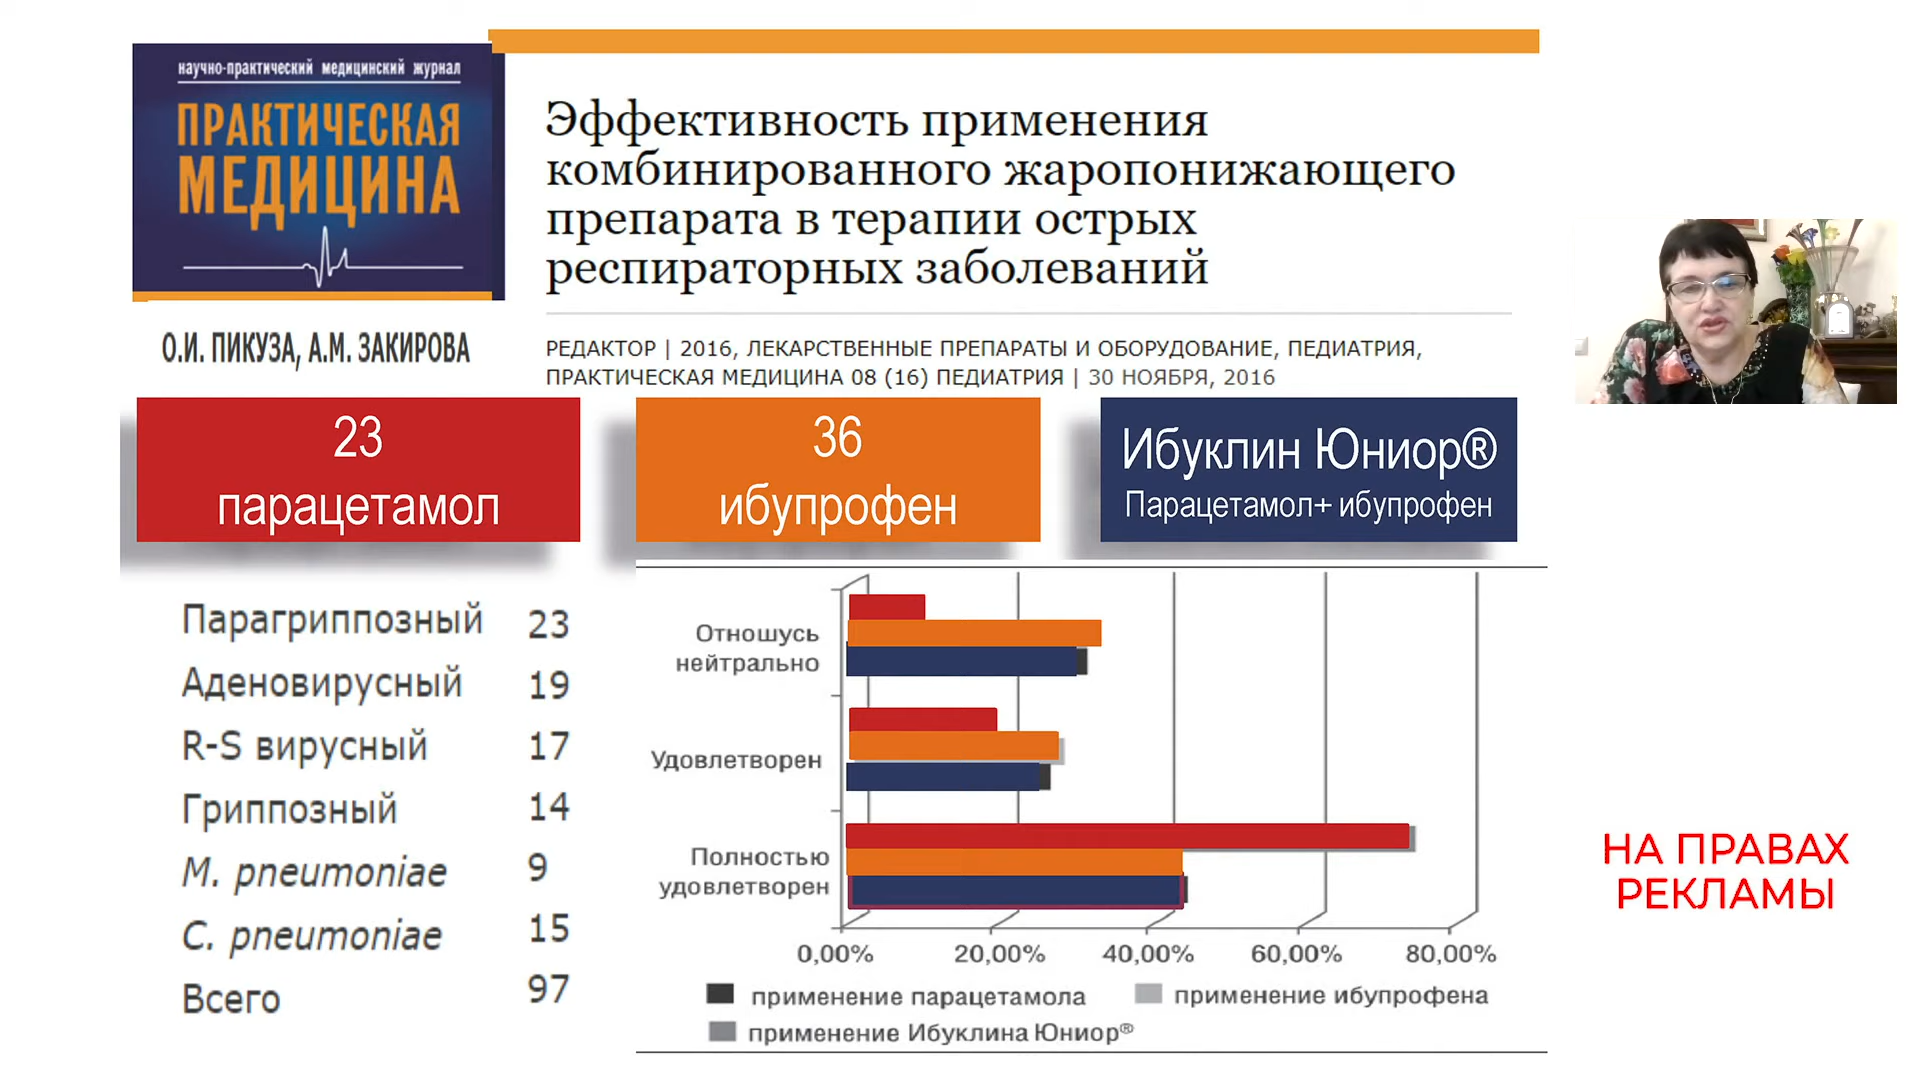 научно-практический медицинский журнал
ПРАКТИЧЕСКАЯ
МЕДИЦИНА
Эффективность применения
комбинированного жаропонижающего
препарата в терапии острых
респираторных заболеваний
О.И. ПИКУЗА, А.М. ЗАКИРОВА
РЕДАКТОР | 2016, ЛЕКАРСТВЕННЫЕ ПРЕПАРАТЫ И ОБОРУДОВАНИЕ, ПЕДИАТРИЯ,
ПРАКТИЧЕСКАЯ МЕДИЦИНА 08 (16) ПЕДИАТРИЯ | 30 НОЯБРЯ, 2016
23
парацетамол
36
ибупрофен
Ибуклин Юниор®
Парацетамол+ ибупрофен
Парагриппозный 23
Аденовирусный 19
R-S вирусный 17
Гриппозный 14
M. pneumoniae 9
C. pneumoniae 15
Всего 97
Отношусь
нейтрально
Удовлетворен
Полностью
удовлетворен
0,00% 20,00% 40,00% 60,00% 80,00%
применение парацетамола применение ибупрофена
применение Ибуклина Юниор®
НА ПРАВАХ
РЕКЛАМЫ